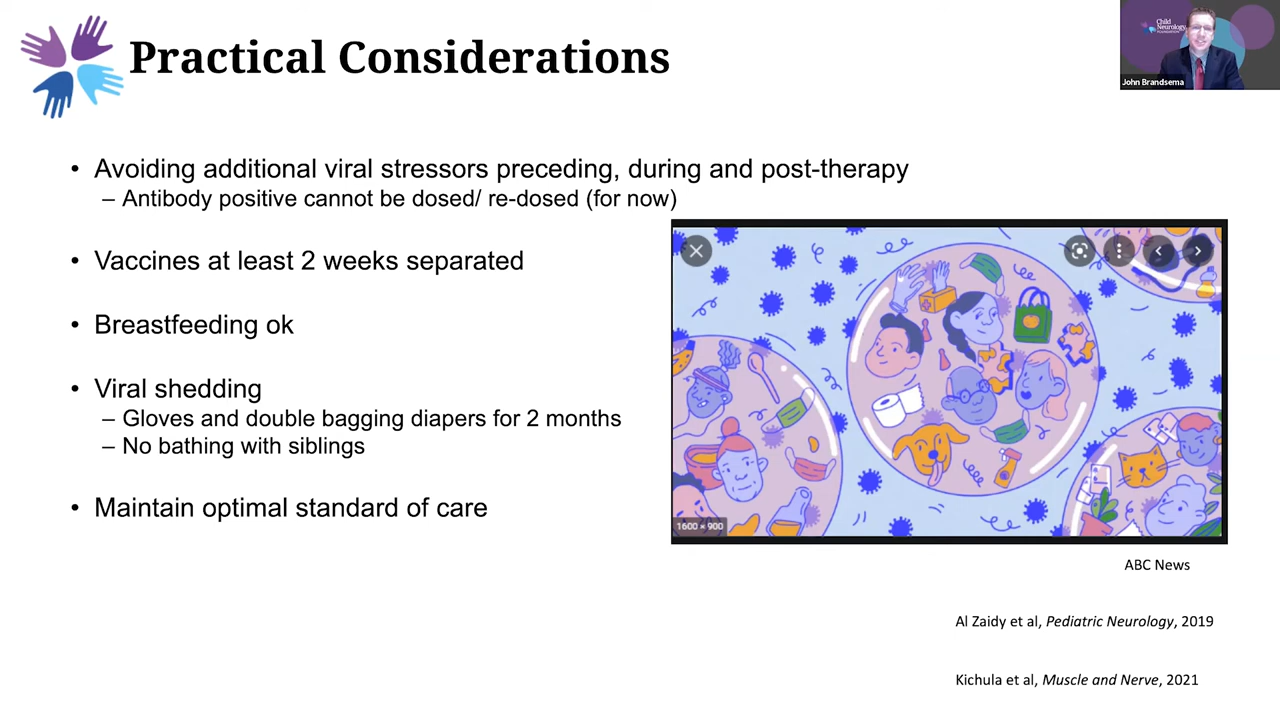 Practical Considerations
Child
Neurology
FOUNDATION
John Brandsema
• Avoiding additional viral stressors preceding, during and post-therapy
– Antibody positive cannot be dosed/ re-dosed (for now)
• Vaccines at least 2 weeks separated
• Breastfeeding ok
• Viral shedding
– Gloves and double bagging diapers for 2 months
– No bathing with siblings
• Maintain optimal standard of care
1600 × 900
ABC News
Al Zaidy et al, Pediatric Neurology, 2019
Kichula et al, Muscle and Nerve, 2021